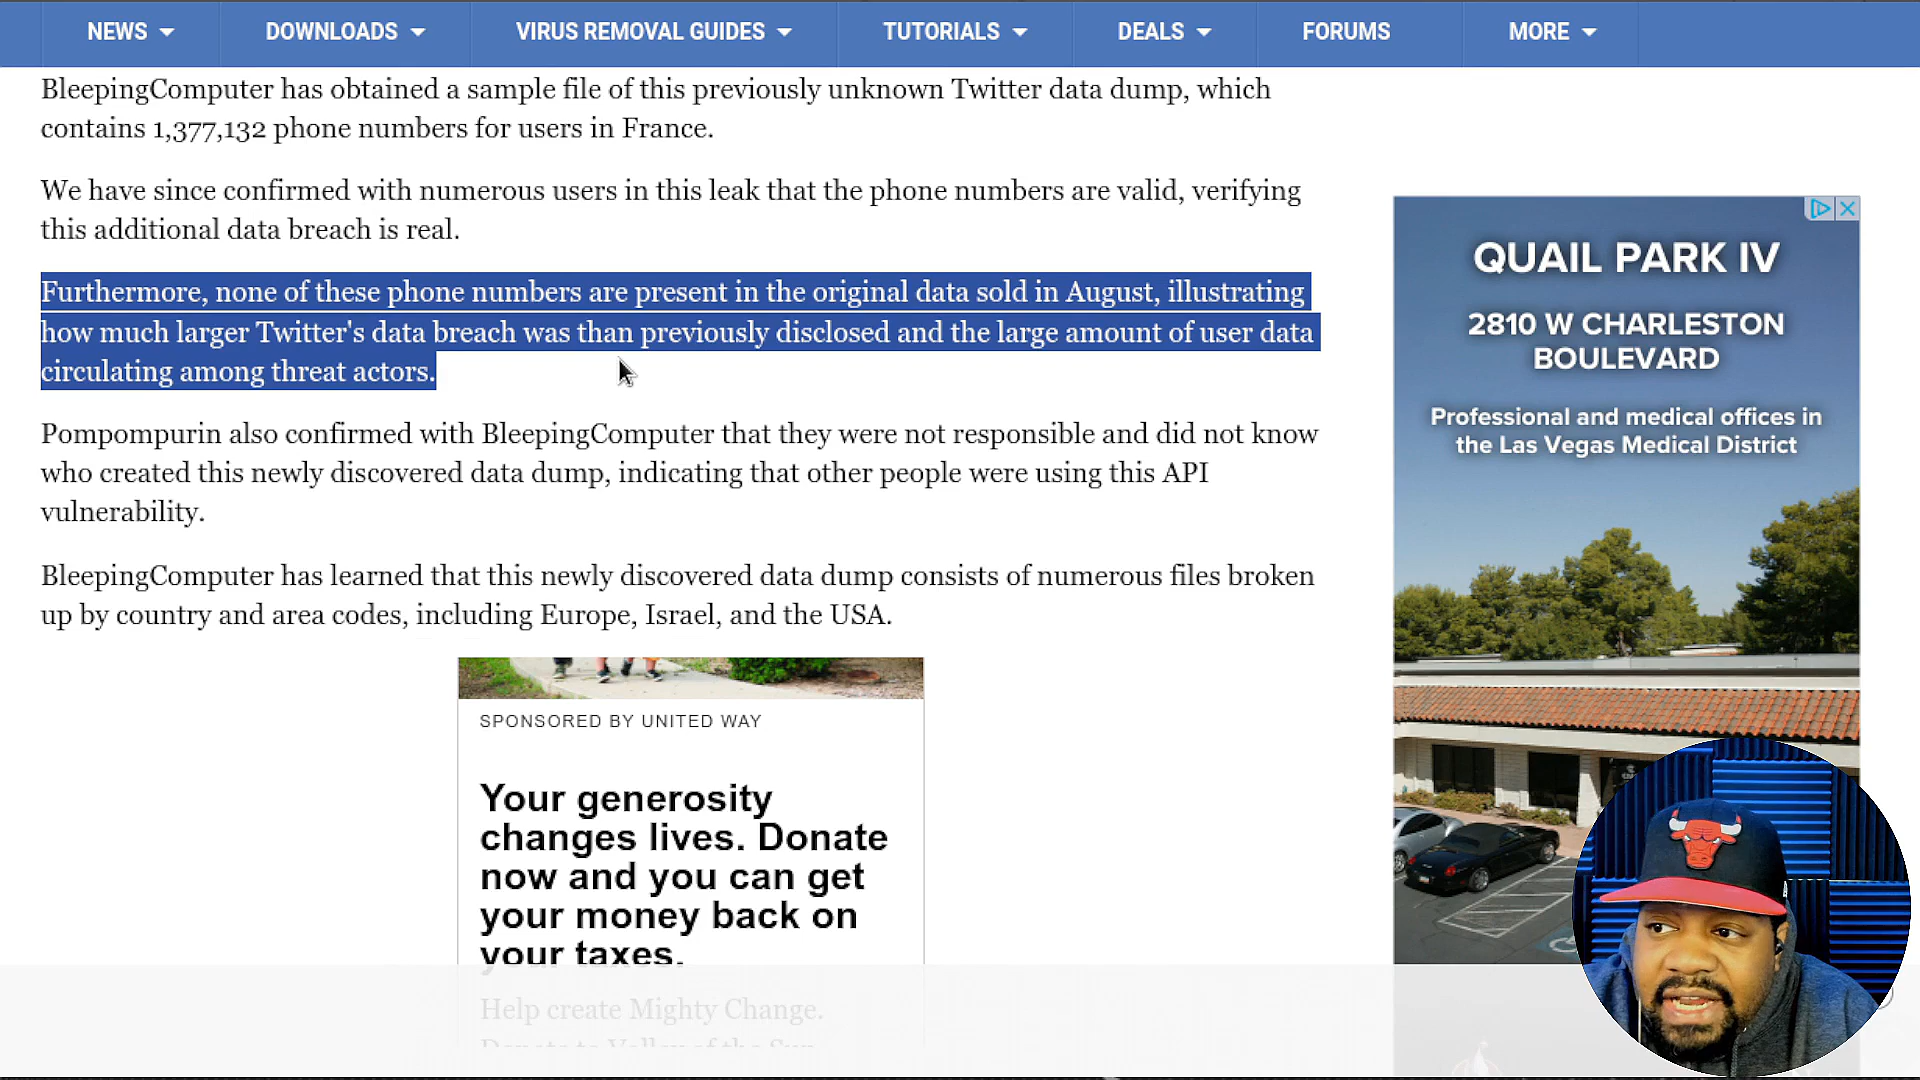 NEWS DOWNLOADS VIRUS REMOVAL GUIDES TUTORIALS DEALS FORUMS MORE
BleepingComputer has obtained a sample file of this previously unknown Twitter data dump, which
contains 1,377,132 phone numbers for users in France.
We have since confirmed with numerous users in this leak that the phone numbers are valid, verifying
this additional data breach is real.
Furthermore, none of these phone numbers are present in the original data sold in August, illustrating
how much larger Twitter's data breach was than previously disclosed and the large amount of user data
circulating among threat actors.
Pompompurin also confirmed with BleepingComputer that they were not responsible and did not know
who created this newly discovered data dump, indicating that other people were using this API
vulnerability.
BleepingComputer has learned that this newly discovered data dump consists of numerous files broken
up by country and area codes, including Europe, Israel, and the USA.
SPONSORED BY UNITED WAY
Your generosity
changes lives. Donate
now and you can get
your money back on
your taxes.
Help create Mighty Change.
Donate to Valley of the Sun
QUAIL PARK IV
2810 W CHARLESTON
BOULEVARD
Professional and medical offices in
the Las Vegas Medical District